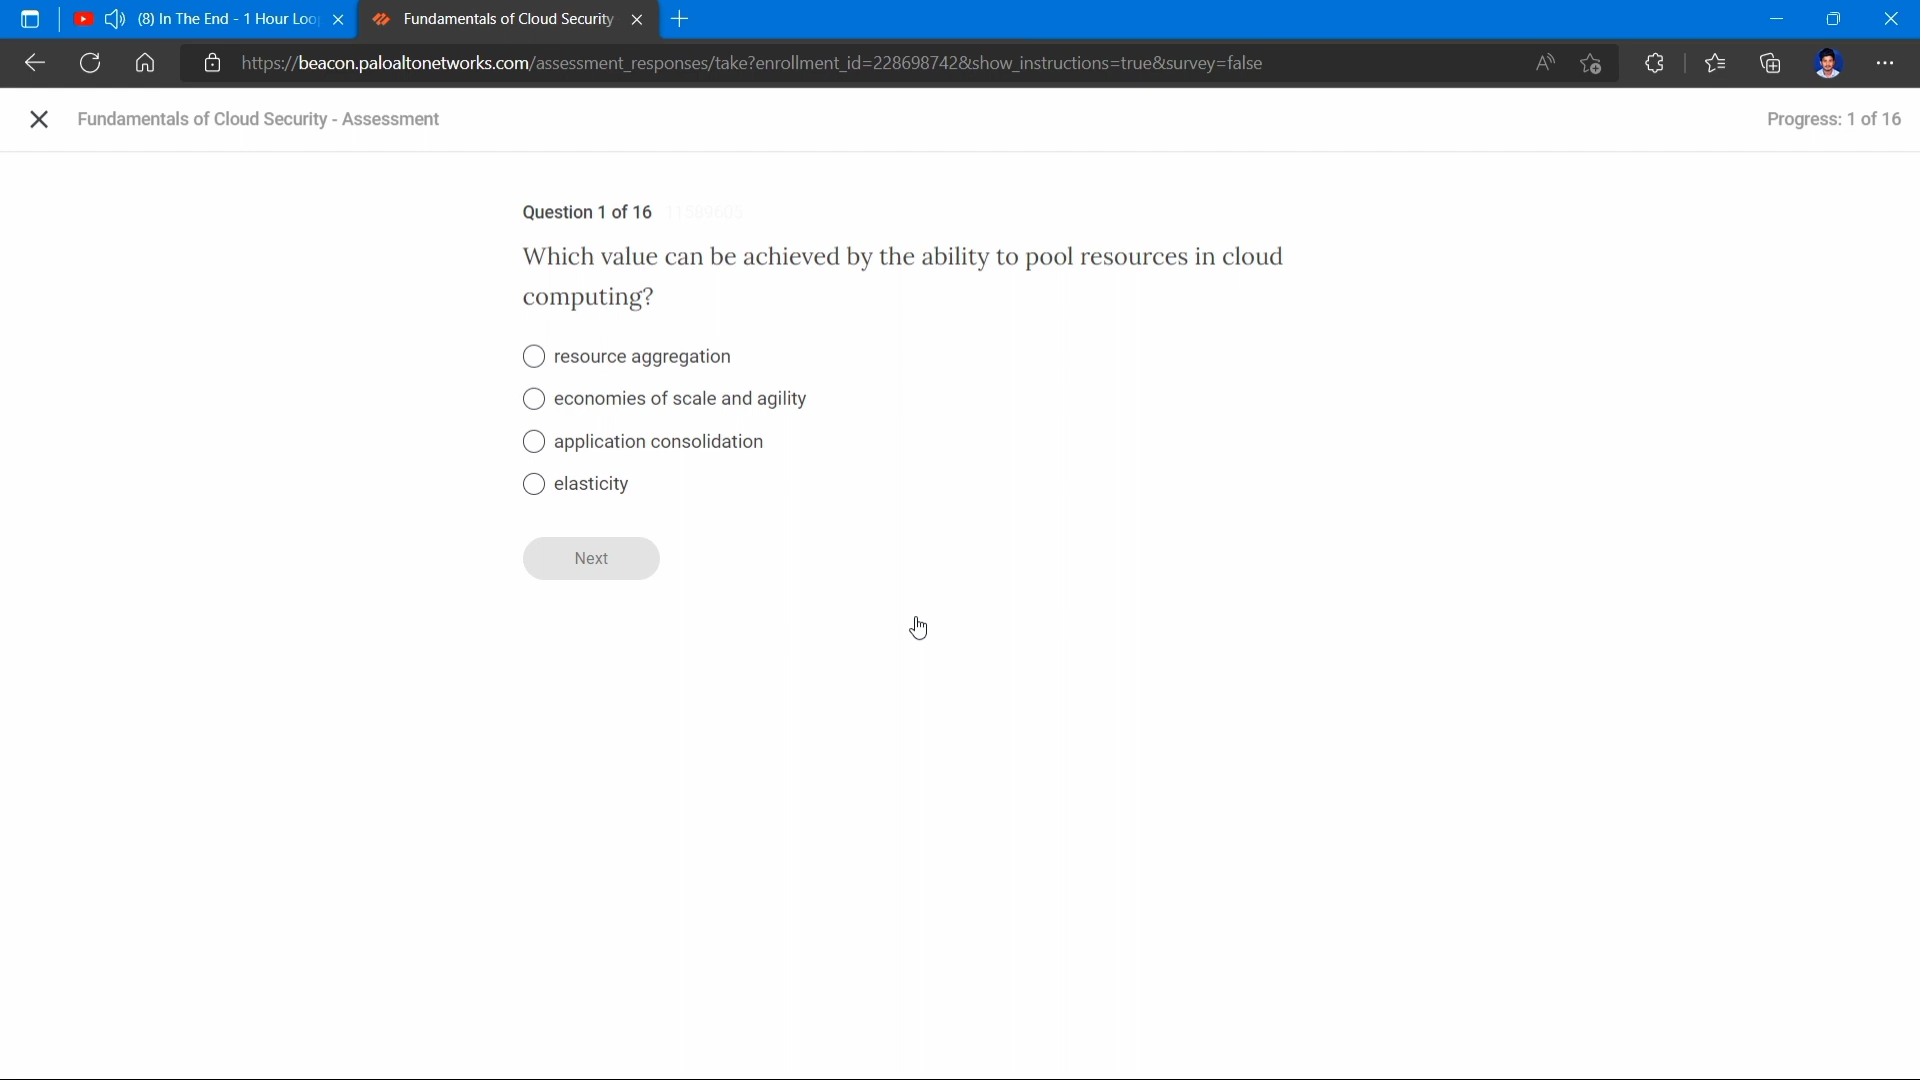 (8) In The End - 1 Hour Loo
Fundamentals of Cloud Security
https://beacon.paloaltonetworks.com/assessment_responses/take?enrollment_id=228698742&show_instructions=true&survey=false
Fundamentals of Cloud Security - Assessment
Progress: 1 of 16
Question 1 of 16 11509605
Which value can be achieved by the ability to pool resources in cloud
computing?
resource aggregation
economies of scale and agility
application consolidation
elasticity
Next